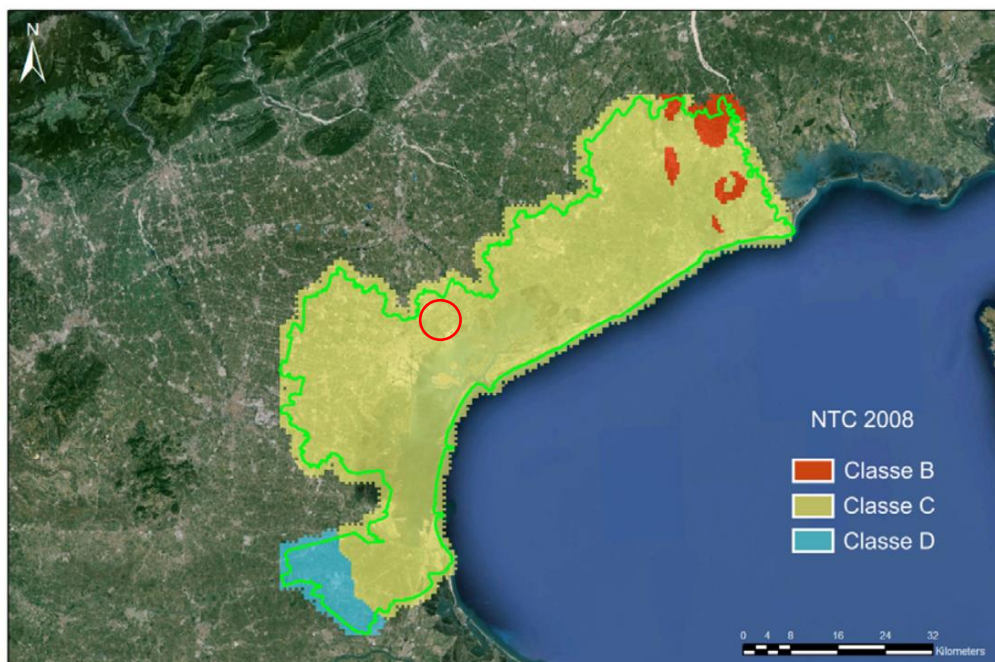 N
NTC 2008
Classe B
Classe C
Classe D
0 4 8 16 24 32
Kilometers